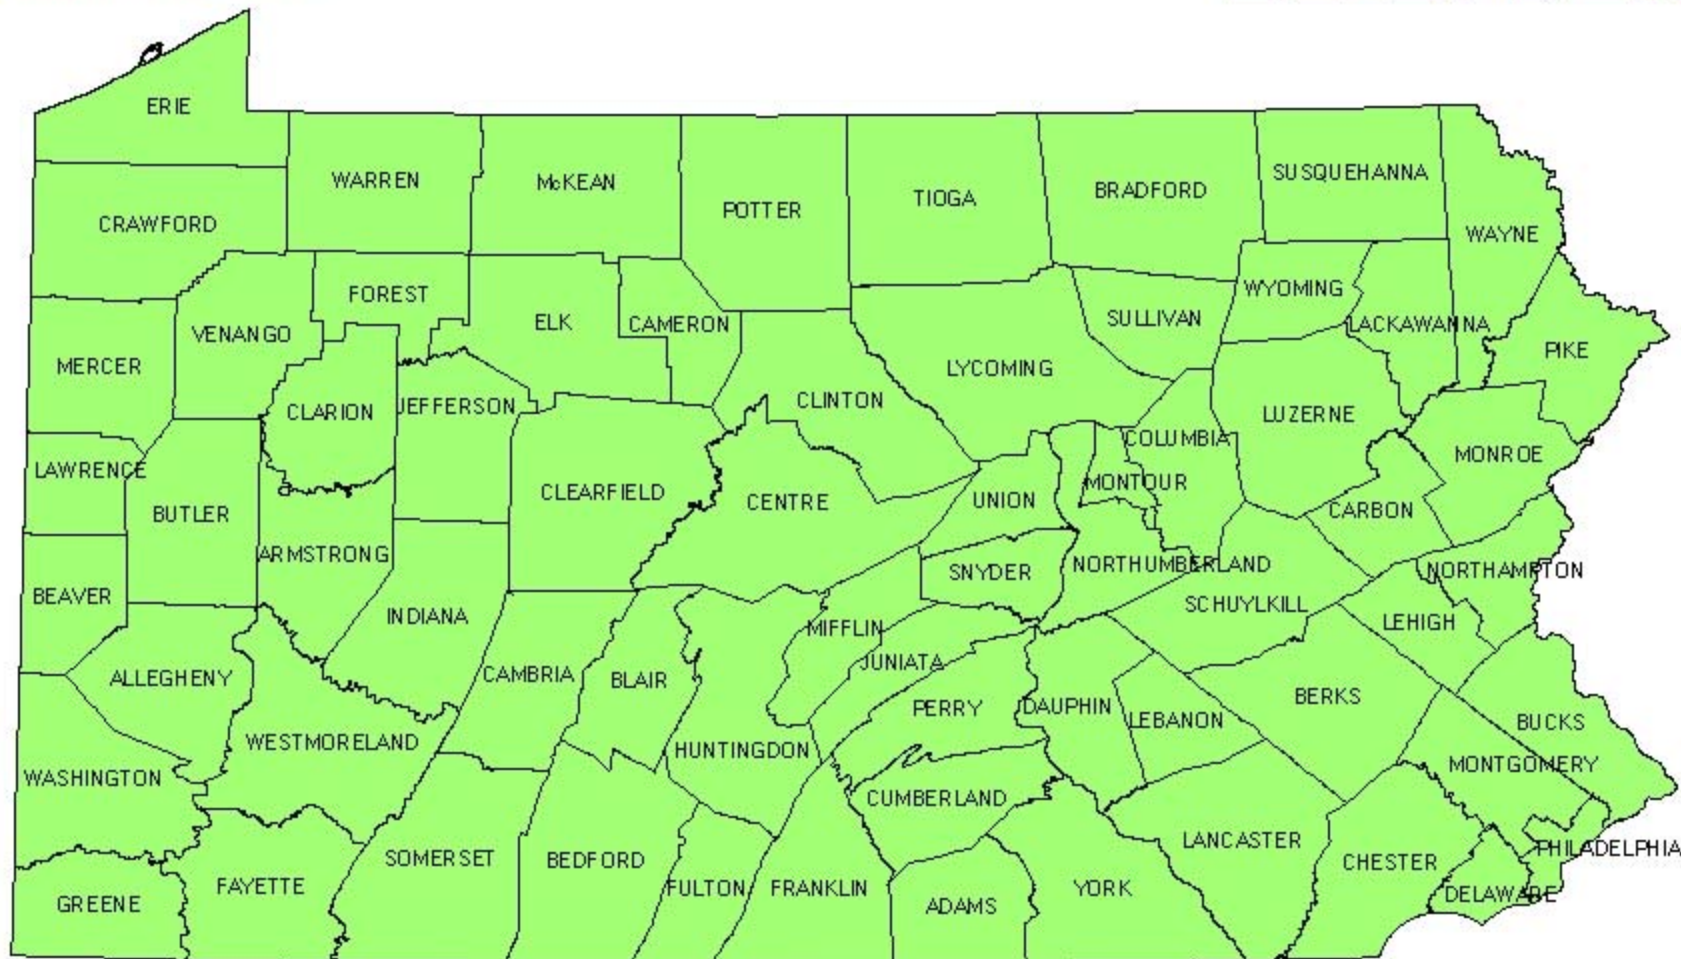 ERIE
WARREN
McKEAN
POTTER
TIOGA
BRADFORD
SUSQUEHANNA
WAYNE
CRAWFORD
FOREST
VENANGO
ELK
CAMERON
SULLIVAN
WYOMING
LACKAWANNA
PIKE
MERCER
CLARION
JEFFERSON
CLINTON
LYCOMING
COLUMBIA
LUZERNE
MONROE
LAWRENCE
BUTLER
CLEARFIELD
CENTRE
UNION
MONTOUR
CARBON
ARMSTRONG
BEAVER
INDIANA
SNYDER
NORTHUMBERLAND
SCHUYLKILL
NORTHAMPTON
LEHIGH
ALLEGHENY
CAMBRIA
BLAIR
MIFFLIN
JUNIATA
PERRY
DAUPHIN
LEBANON
BERKS
BUCKS
WESTMORELAND
HUNTINGDON
MONTGOMERY
WASHINGTON
CUMBERLAND
LANCASTER
PHILADELPHIA
GREENE
FAYETTE
SOMERSET
BEDFORD
FULTON
FRANKLIN
ADAMS
YORK
CHESTER
DELAWARE